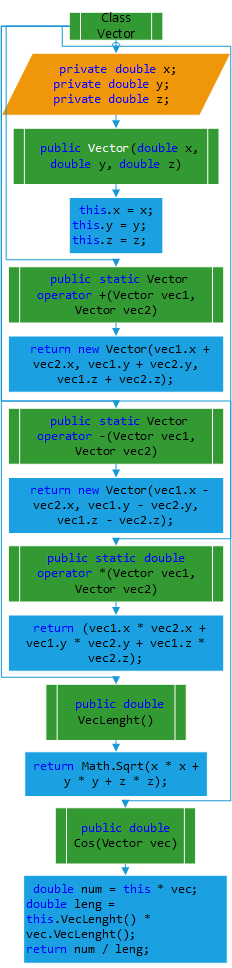 Class
Vector
private double x;
private double y;
private double z;
public Vector(double x,
double y, double z)
this.x = x;
this.y = y;
this.z = z;
public static Vector
operator +(Vector vec1,
Vector vec2)
return new Vector(vec1.x +
vec2.x, vec1.y + vec2.y,
vec1.z + vec2.z);
public static Vector
operator -(Vector vec1,
Vector vec2)
return new Vector(vec1.x -
vec2.x, vec1.y - vec2.y,
vec1.z - vec2.z);
public static double
operator *(Vector vec1,
Vector vec2)
return (vec1.x * vec2.x +
vec1.y * vec2.y + vec1.z *
vec2.z);
public double
VecLenght()
return Math.Sqrt(x * x +
y * y + z * z);
public double
Cos(Vector vec)
double num = this * vec;
double leng =
this.VecLenght() *
vec.VecLenght();
return num / leng;